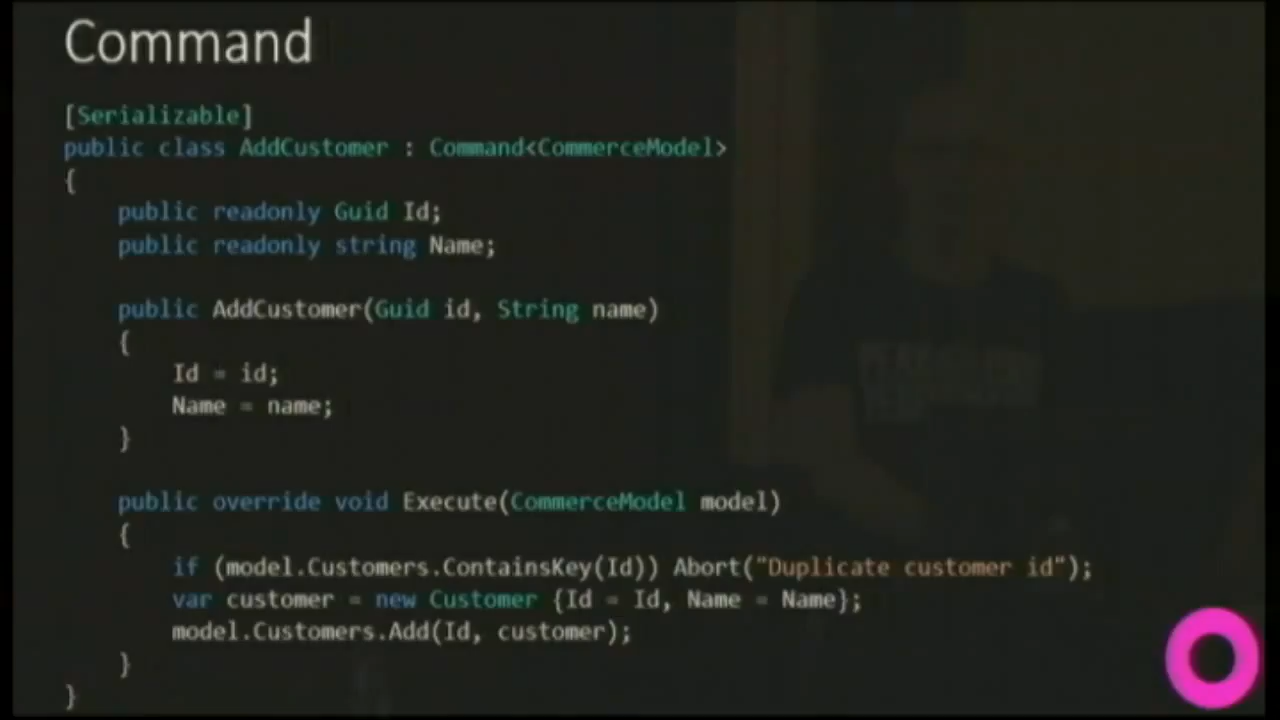 Command
[Serializable]
public class AddCustomer : Command<CommerceModel>
{
    public readonly Guid Id;
    public readonly string Name;
    public AddCustomer(Guid id, String name)
    {
        Id = id;
        Name = name;
    }
    public override void Execute(CommerceModel model)
    {
        if (model.Customers.ContainsKey(Id)) Abort("Duplicate customer id");
        var customer = new Customer {Id = Id, Name = Name};
        model.Customers.Add(Id, customer);
    }
}